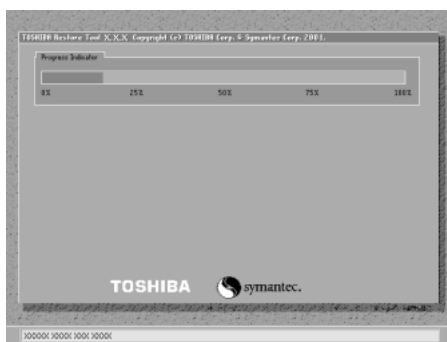 TOSHIBA Restore Tool X.X.X Copyright (c) TOSHIBA Corp. & Symantec Corp. 2001.
Progress Indicator
0% 25% 50% 75% 100%
TOSHIBA symantec.
XXXXX XXXX XXX XXXX